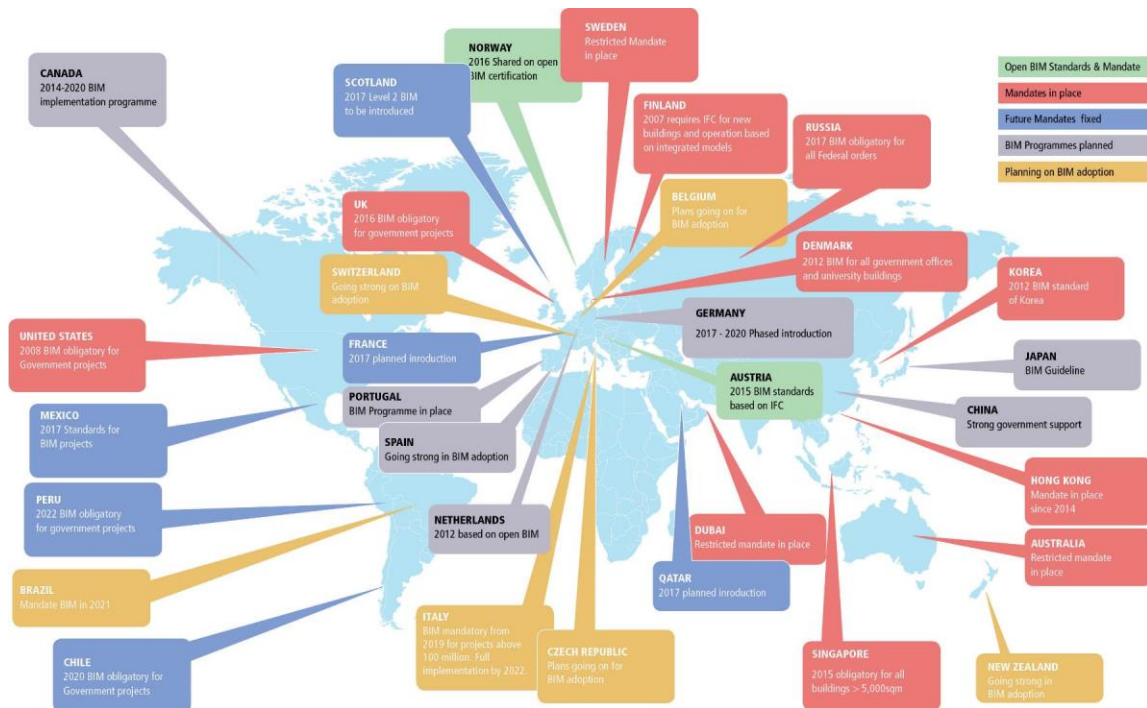 CANADA
2014-2020 BIM
implementation programme
SCOTLAND
2017 Level 2 BIM
to be introduced
NORWAY
2016 Shared on open
BIM certification
SWEDEN
Restricted Mandate
in place
FINLAND
2007 requires IFC for new
buildings and operation based
on integrated models
RUSSIA
2017 BIM obligatory for
all Federal orders
Open BIM Standards & Mandate
Mandates in place
Future Mandates fixed
BIM Programmes planned
Planning on BIM adoption
UK
2016 BIM obligatory
for government projects
BELGIUM
Plans going on for
BIM adoption
SWITZERLAND
Going strong on BIM
adoption
DENMARK
2012 BIM for all government offices
and university buildings
KOREA
2012 BIM standard
of Korea
UNITED STATES
2008 BIM obligatory for
Government projects
FRANCE
2017 planned inroduction
GERMANY
2017 - 2020 Phased introduction
JAPAN
BIM Guideline
MEXICO
2017 Standards for
BIM projects
PORTUGAL
BIM Programme in place
AUSTRIA
2015 BIM standards
based on IFC
CHINA
Strong government support
SPAIN
Going strong in BIM adoption
PERU
2022 BIM obligatory
for government projects
NETHERLANDS
2012 based on open BIM
DUBAI
Restricted mandate in place
HONG KONG
Mandate in place
since 2014
AUSTRALIA
Restricted mandate
in place
BRAZIL
Mandate BIM in 2021
QATAR
2017 planned inroduction
ITALY
BIM mandatory from
2019 for projects above
100 million. Full
implementation by 2022.
CZECH REPUBLIC
Plans going on for
BIM adoption
CHILE
2020 BIM obligatory for
Government projects
SINGAPORE
2015 obligatory for all
buildings > 5,000sqm
NEW ZEALAND
Going strong in
BIM adoption